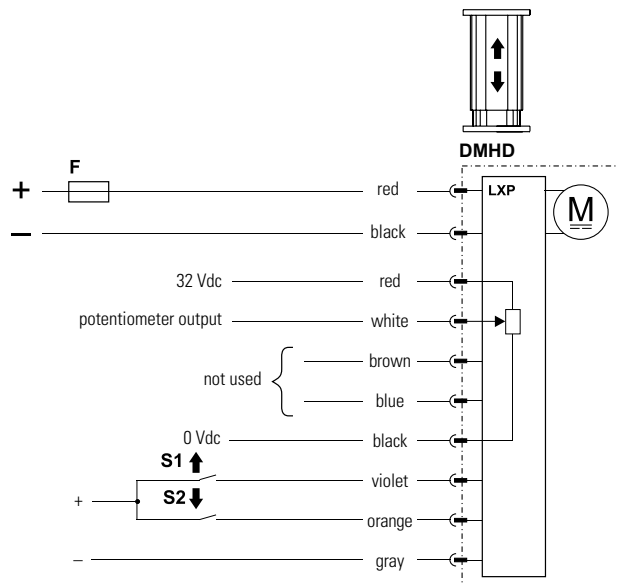 DMHD
F
+ red LXP
M
– black
32 Vdc red
potentiometer output white
brown
not used
blue
0 Vdc black
S1
violet
+ S2
orange
– gray